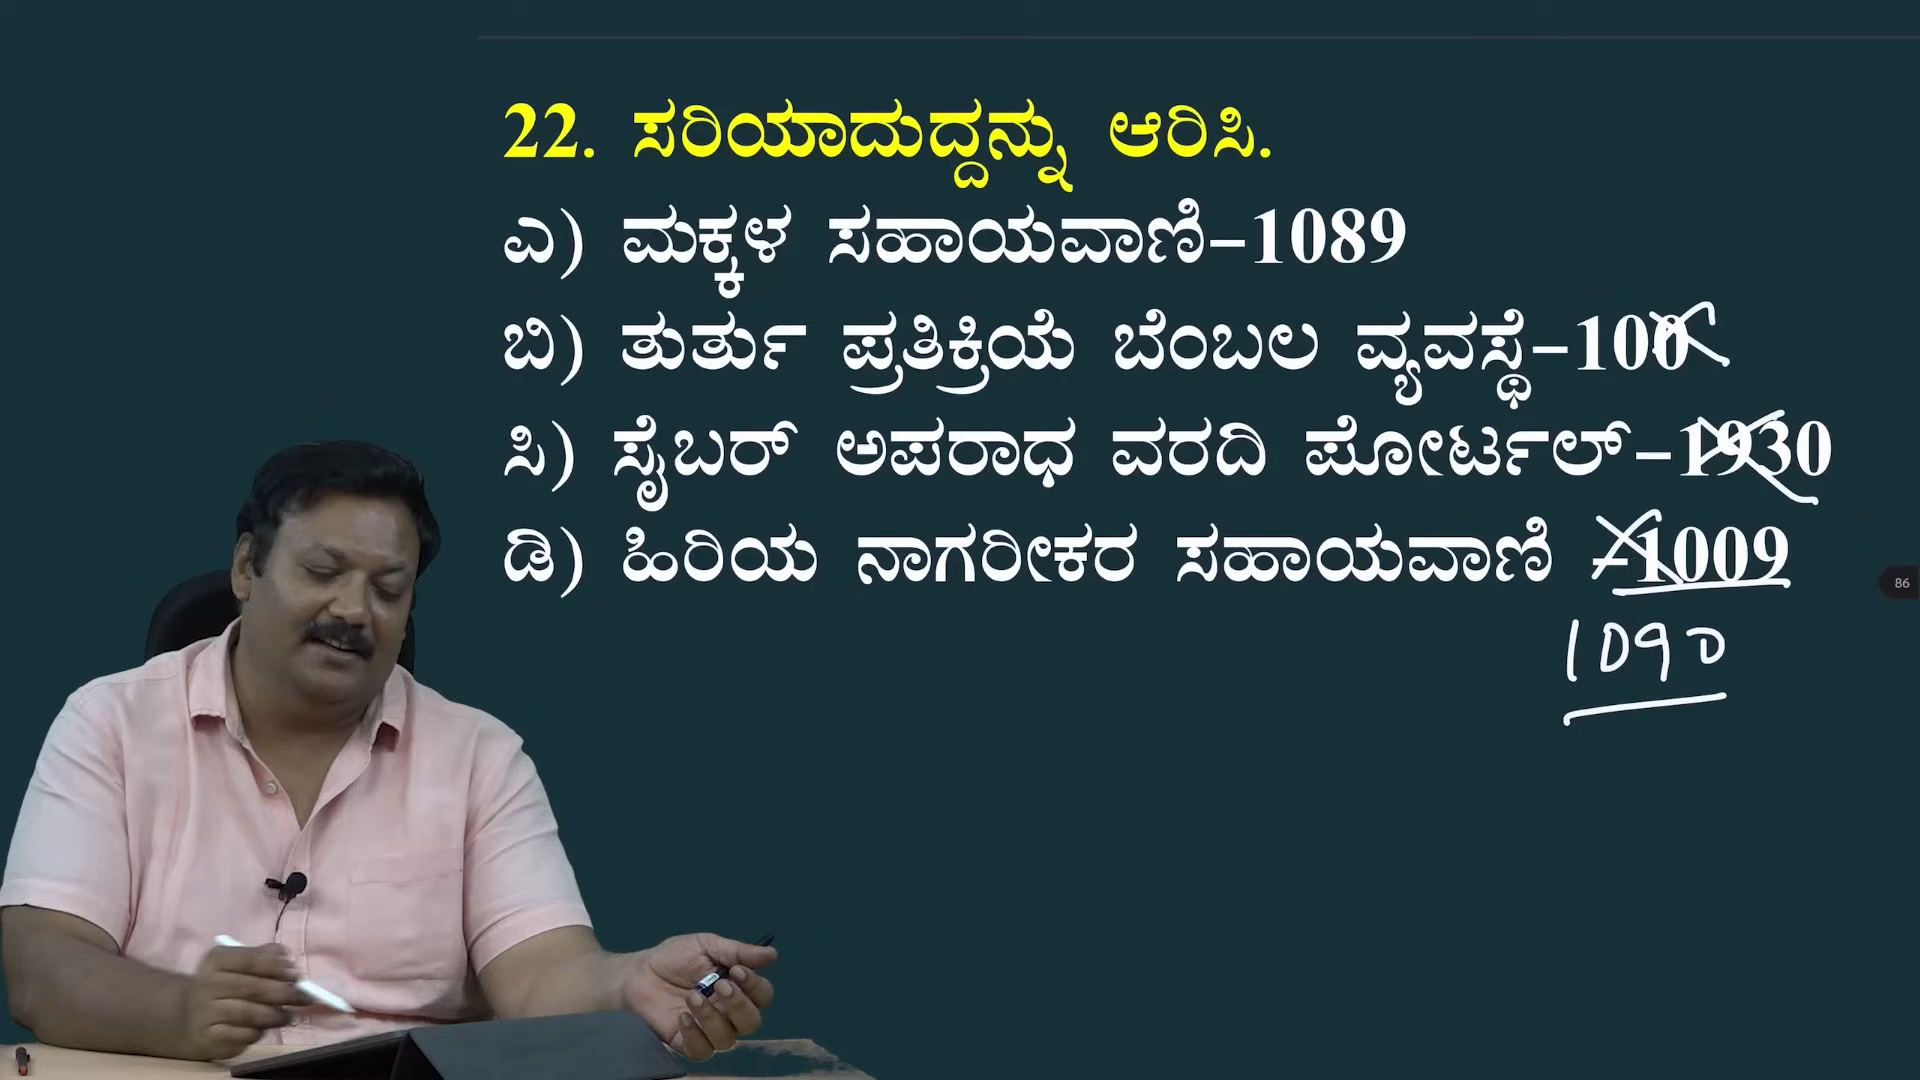 22. ಸರಿಯಾದುದ್ದನ್ನು ಆರಿಸಿ.
ಎ) ಮಕ್ಕಳ ಸಹಾಯವಾಣಿ-1089
ಬಿ) ತುರ್ತು ಪ್ರತಿಕ್ರಿಯೆ ಬೆಂಬಲ ವ್ಯವಸ್ಥೆ-100
ಸಿ) ಸೈಬರ್ ಅಪರಾಧ ವರದಿ ಪೋರ್ಟಲ್-1930
ಡಿ) ಹಿರಿಯ ನಾಗರೀಕರ ಸಹಾಯವಾಣಿ -1009
86
1090